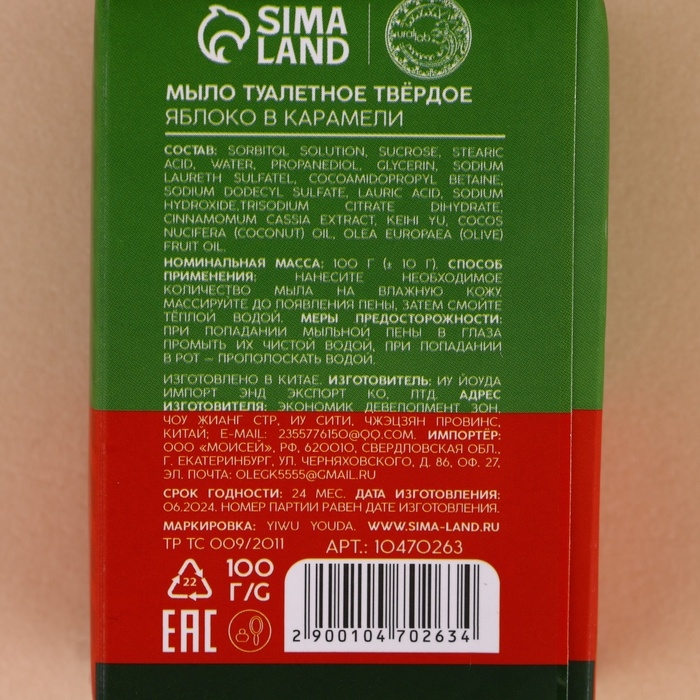 SIMA
LAND
ural lab
МЫЛО ТУАЛЕТНОЕ ТВЁРДОЕ
ЯБЛОКО В КАРАМЕЛИ
СОСТАВ: SORBITOL SOLUTION, SUCROSE, STEARIC
ACID, WATER, PROPANEDIOL, GLYCERIN, SODIUM
LAURETH SULFATEL, COCOAMIDOPROPYL BETAINE,
SODIUM DODECYL SULFATE, LAURIC ACID, SODIUM
HYDROXIDE,TRISODIUM CITRATE DIHYDRATE,
CINNAMOMUM CASSIA EXTRACT, KEIHI YU, COCOS
NUCIFERA (COCONUT) OIL, OLEA EUROPAEA (OLIVE)
FRUIT OIL.
НОМИНАЛЬНАЯ МАССА: 100 Г (± 10 Г). СПОСОБ
ПРИМЕНЕНИЯ: НАНЕСИТЕ НЕОБХОДИМОЕ
КОЛИЧЕСТВО МЫЛА НА ВЛАЖНУЮ КОЖУ.
МАССИРУЙТЕ ДО ПОЯВЛЕНИЯ ПЕНЫ, ЗАТЕМ СМОЙТЕ
ТЁПЛОЙ ВОДОЙ. МЕРЫ ПРЕДОСТОРОЖНОСТИ:
ПРИ ПОПАДАНИИ МЫЛЬНОЙ ПЕНЫ В ГЛАЗА
ПРОМЫТЬ ИХ ЧИСТОЙ ВОДОЙ, ПРИ ПОПАДАНИИ
В РОТ – ПРОПОЛОСКАТЬ ВОДОЙ.
ИЗГОТОВЛЕНО В КИТАЕ. ИЗГОТОВИТЕЛЬ: ИУ ЙОУДА
ИМПОРТ ЭНД ЭКСПОРТ КО, ЛТД. АДРЕС
ИЗГОТОВИТЕЛЯ: ЭКОНОМИК ДЕВЕЛОПМЕНТ ЗОН,
ЧОУ ЖИАНГ СТР, ИУ СИТИ, ЧЖЭЦЗЯН ПРОВИНС,
КИТАЙ; E-MAIL: 2355776150@QQ.COM. ИМПОРТЁР:
ООО «МОИСЕЙ», РФ, 620010, СВЕРДЛОВСКАЯ ОБЛ.,
Г. ЕКАТЕРИНБУРГ, УЛ. ЧЕРНЯХОВСКОГО, Д. 86, ОФ. 27,
ЭЛ. ПОЧТА: OLEGK5555@GMAIL.RU
СРОК ГОДНОСТИ: 24 МЕС. ДАТА ИЗГОТОВЛЕНИЯ:
06.2024. НОМЕР ПАРТИИ РАВЕН ДАТЕ ИЗГОТОВЛЕНИЯ.
МАРКИРОВКА: YIWU YOUDA. WWW.SIMA-LAND.RU
ТР ТС 009/2011 АРТ.: 10470263
22
100
Г/G
EAC
2 900104 702634